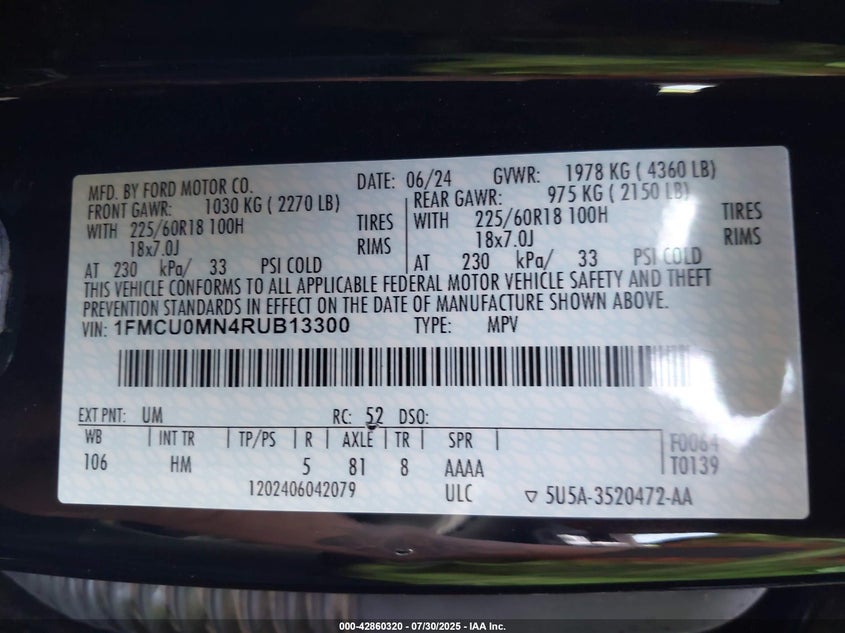 MFD. BY FORD MOTOR CO. DATE: 06/24 GVWR: 1978 KG ( 4360 LB)
FRONT GAWR: 1030 KG ( 2270 LB) REAR GAWR: 975 KG ( 2150 LB)
WITH 225/60R18 100H TIRES WITH 225/60R18 100H TIRES
18x7.0J RIMS 18x7.0J RIMS
AT 230 kPa/ 33 PSI COLD AT 230 kPa/ 33 PSI COLD
THIS VEHICLE CONFORMS TO ALL APPLICABLE FEDERAL MOTOR VEHICLE SAFETY AND THEFT
PREVENTION STANDARDS IN EFFECT ON THE DATE OF MANUFACTURE SHOWN ABOVE.
VIN: 1FMCU0MN4RUB13300 TYPE: MPV
EXT PNT: UM RC: 52 DSO:
WB INT TR TP/PS R AXLE TR SPR F0064
106 HM 5 81 8 AAAA T0139
1202406042079 ULC 5U5A-3520472-AA
000-42860320 - 07/30/2025 - IAA Inc.